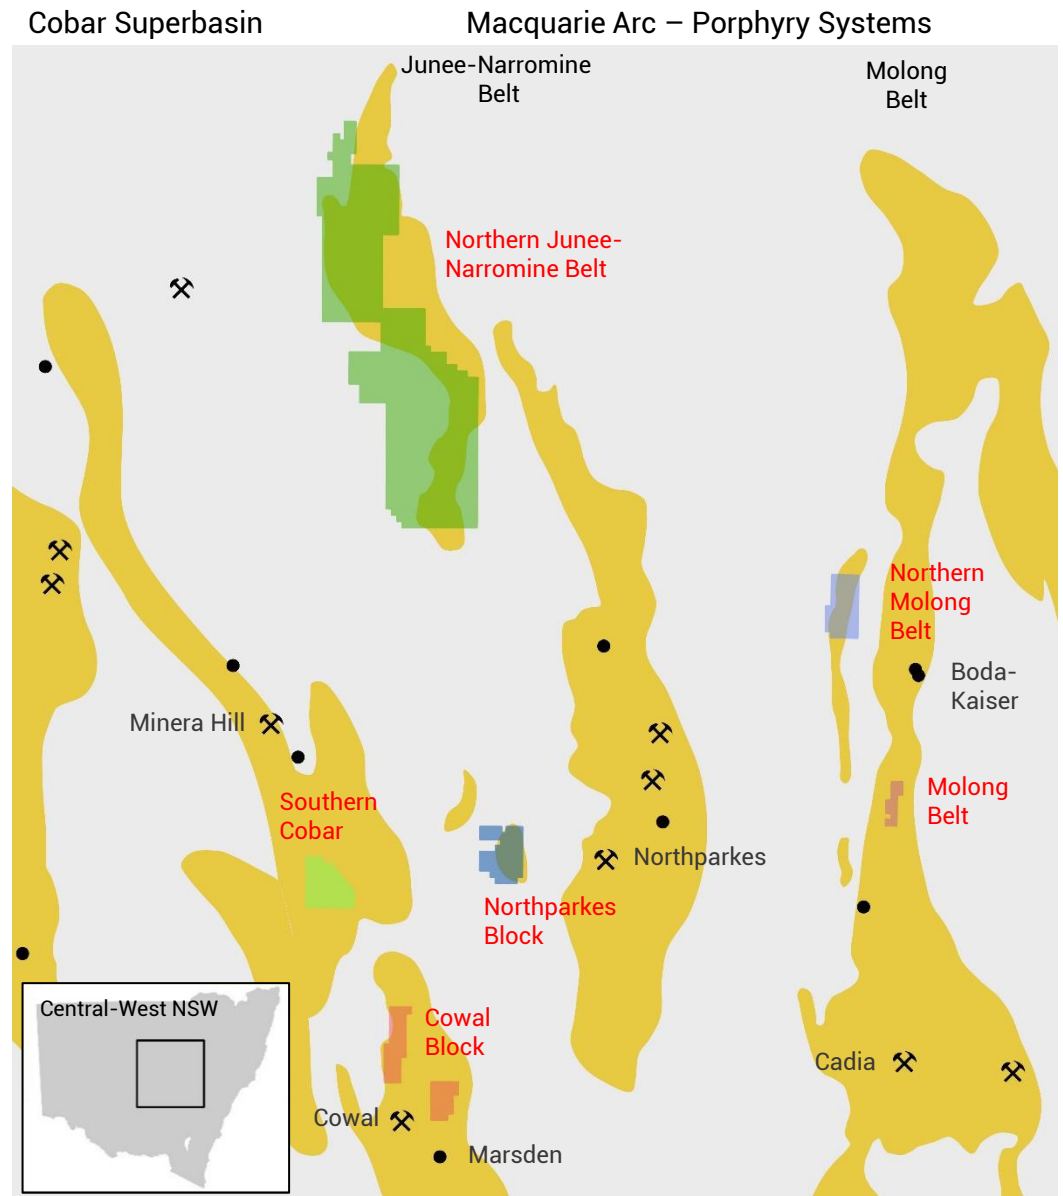 Cobar Superbasin
Macquarie Arc – Porphyry Systems
Junee-Narromine
Belt
Molong
Belt
Northern Junee-
Narromine Belt
Northern
Molong
Belt
Boda-
Kaiser
Minera Hill
Southern
Cobar
Molong
Belt
Northparkes
Northparkes
Block
Central-West NSW
Cowal
Block
Cadia
Cowal
Marsden